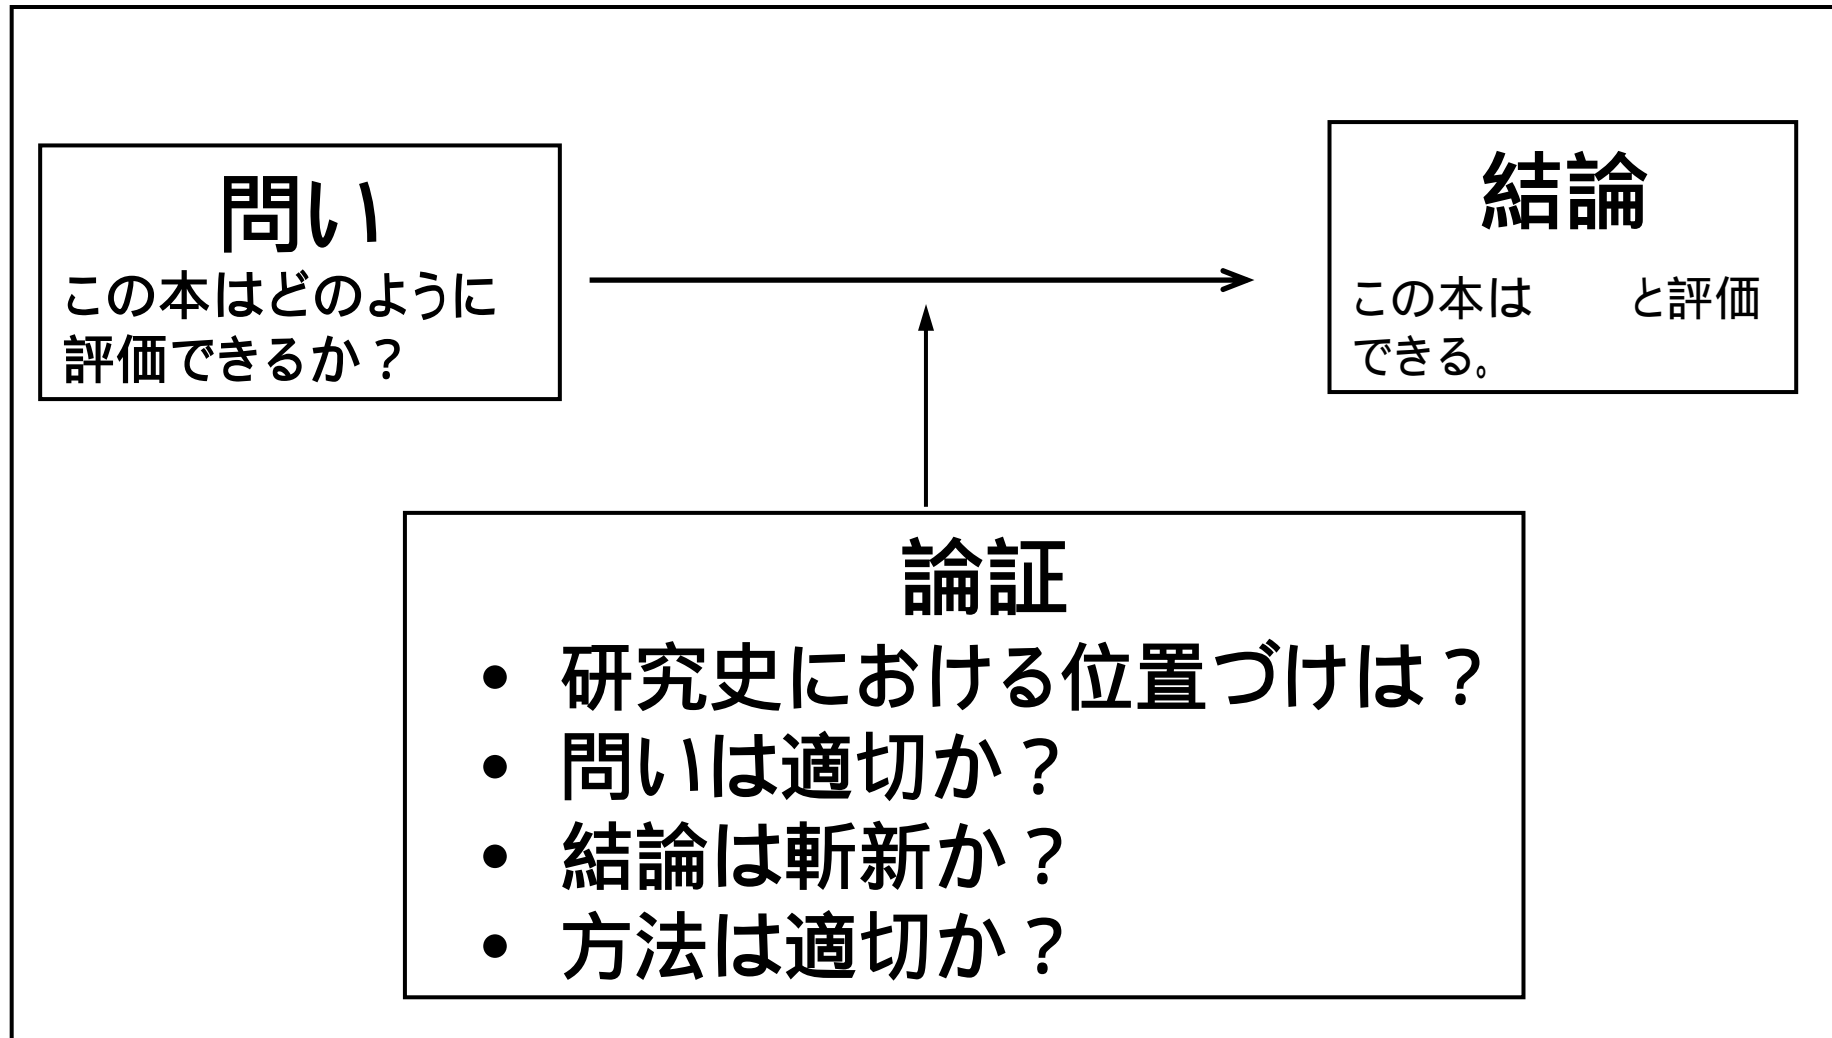 問い
この本はどのように
評価できるか？
結論
この本は　　と評価
できる。
論証
• 研究史における位置づけは？
• 問いは適切か？
• 結論は斬新か？
• 方法は適切か？